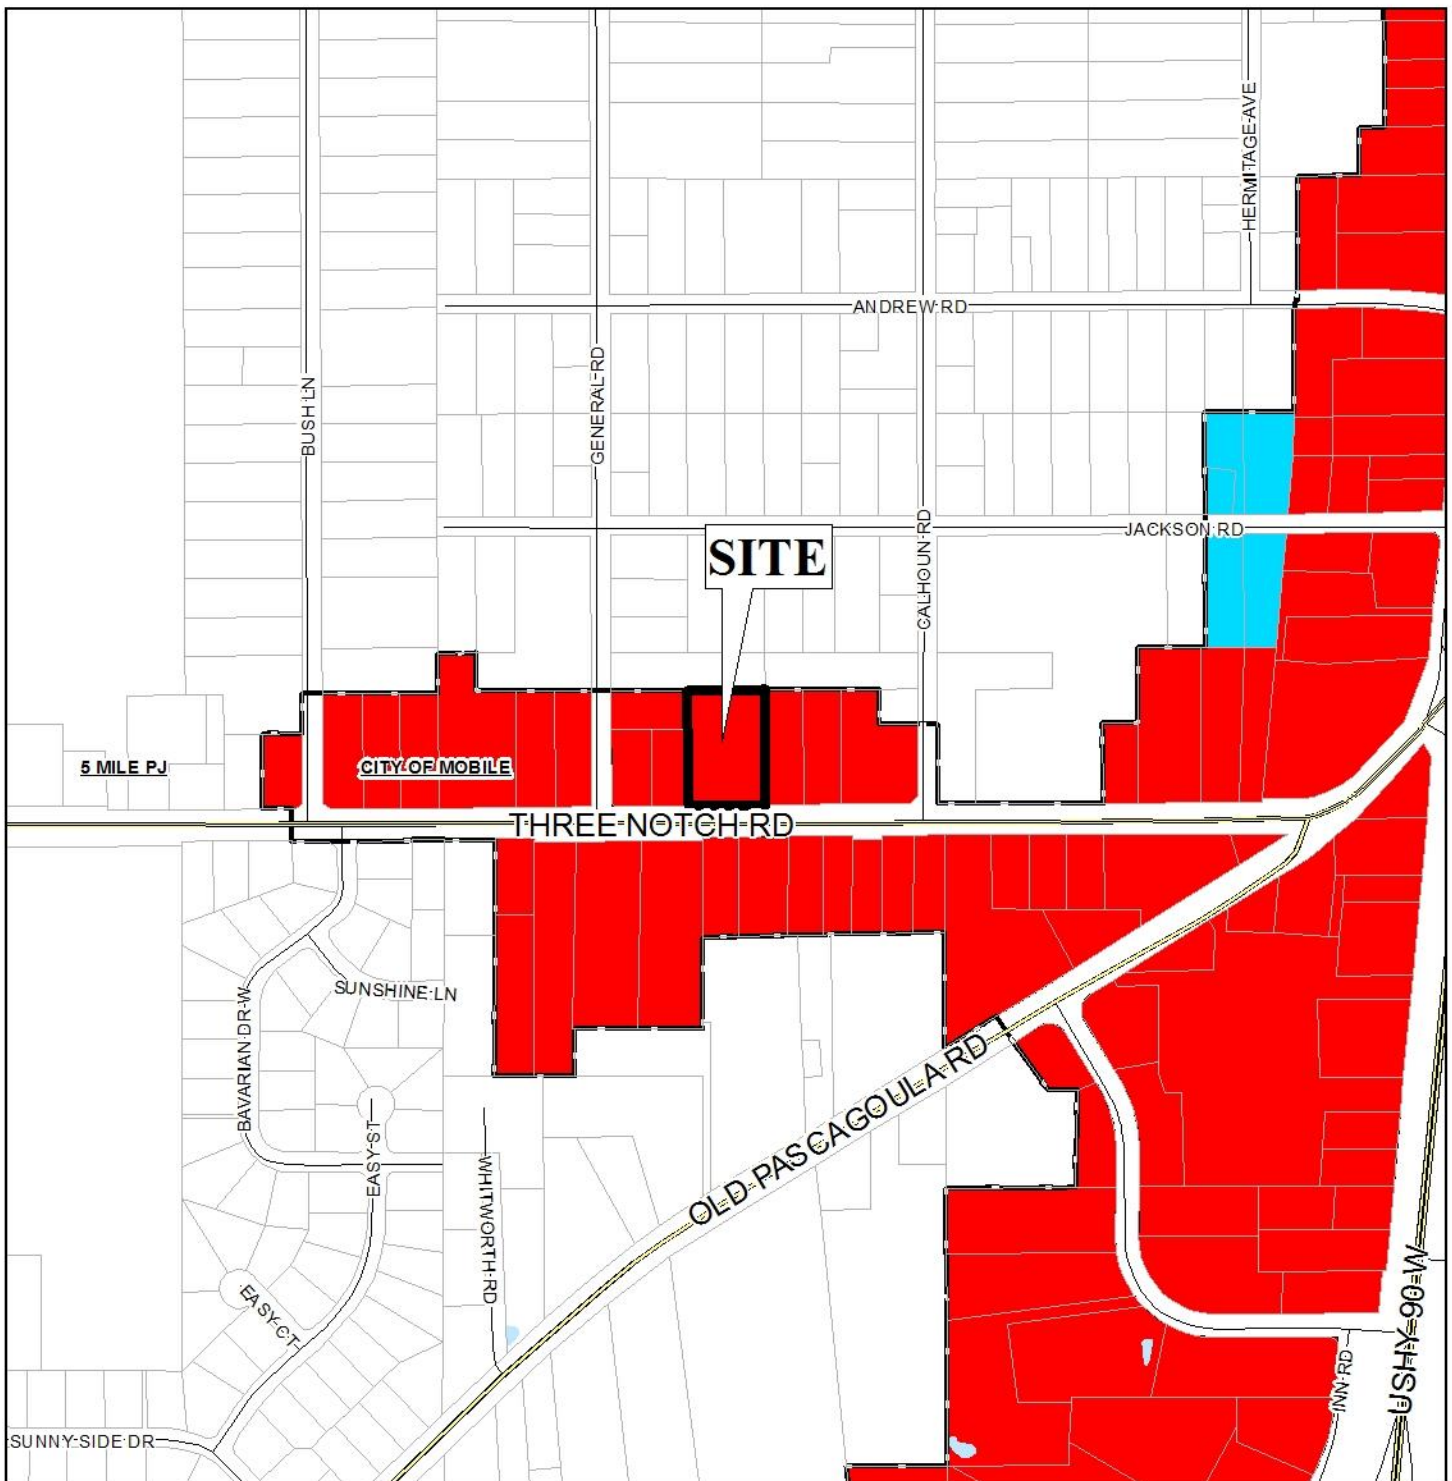 HERMITAGE AVE
ANDREW RD
BUSH LN
GENERAL RD
CALHOUN RD
JACKSON RD
SITE
5 MILE PJ
CITY OF MOBILE
THREE NOTCH RD
SUNSHINE LN
BAVARIAN DR W
OLD PASCAGOULA RD
EASY ST
WHITWORTH RD
EASY CT
USHY 90 W
INN RD
SUNNY SIDE DR